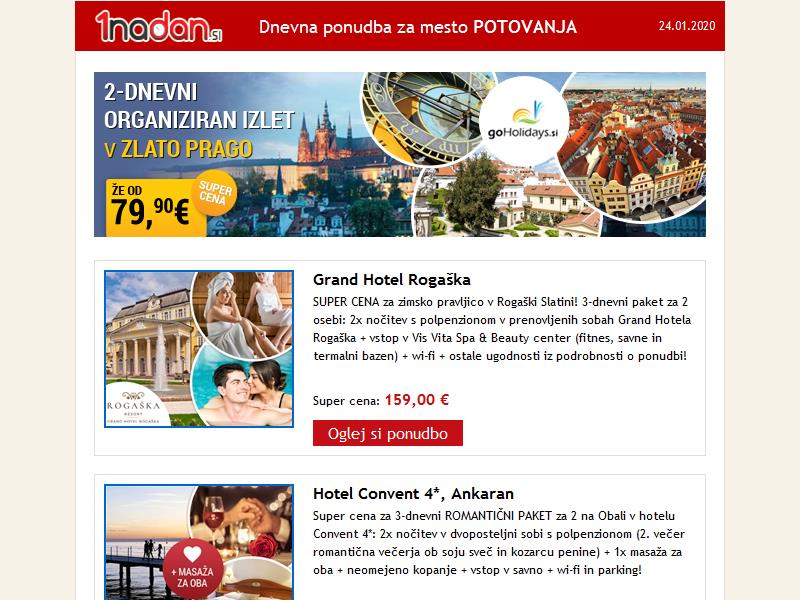 1nadan.si
Dnevna ponudba za mesto POTOVANJA
24.01.2020
2-DNEVNI
ORGANIZIRAN IZLET
V ZLATO PRAGO
ŽE OD
79,90€
SUPER
CENA
goHolidays.si
Grand Hotel Rogaška
SUPER CENA za zimsko pravljico v Rogaški Slatini! 3-dnevni paket za 2
osebi: 2x nočitev s polpenzionom v prenovljenih sobah Grand Hotela
Rogaška + vstop v Vis Vita Spa & Beauty center (fitnes, savne in
termalni bazen) + wi-fi + ostale ugodnosti iz podrobnosti o ponudbi!
ROGAŠKA
RESORT
GRAND HOTEL ROGAŠKA
Super cena: 159,00 €
Oglej si ponudbo
Hotel Convent 4*, Ankaran
Super cena za 3-dnevni ROMANTIČNI PAKET za 2 na Obali v hotelu
Convent 4*: 2x nočitev v dvoposteljni sobi s polpenzionom (2. večer
romantična večerja ob soju sveč in kozarcu penine) + 1x masaža za
oba + neomejeno kopanje + vstop v savno + wi-fi in parking!
+ MASAŽA
ZA OBA